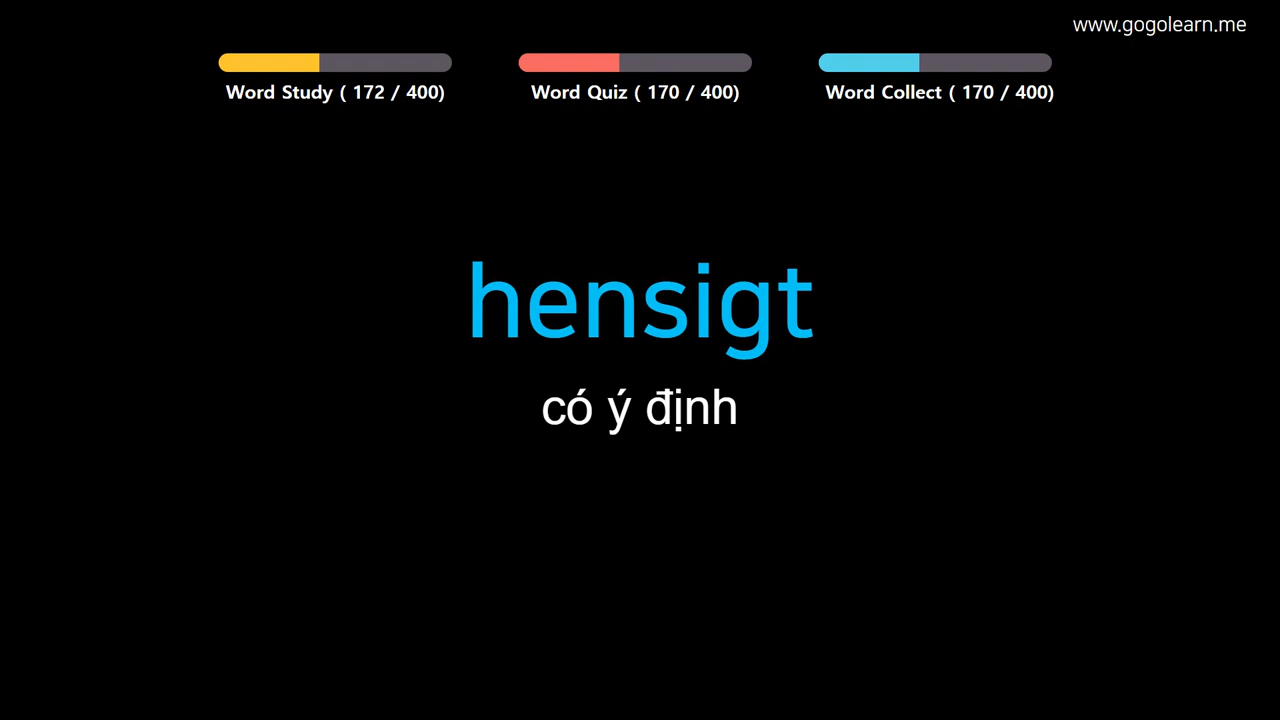 www.gogolearn.me
Word Study ( 172 / 400)
Word Quiz ( 170 / 400)
Word Collect ( 170 / 400)
hensigt
có ý định